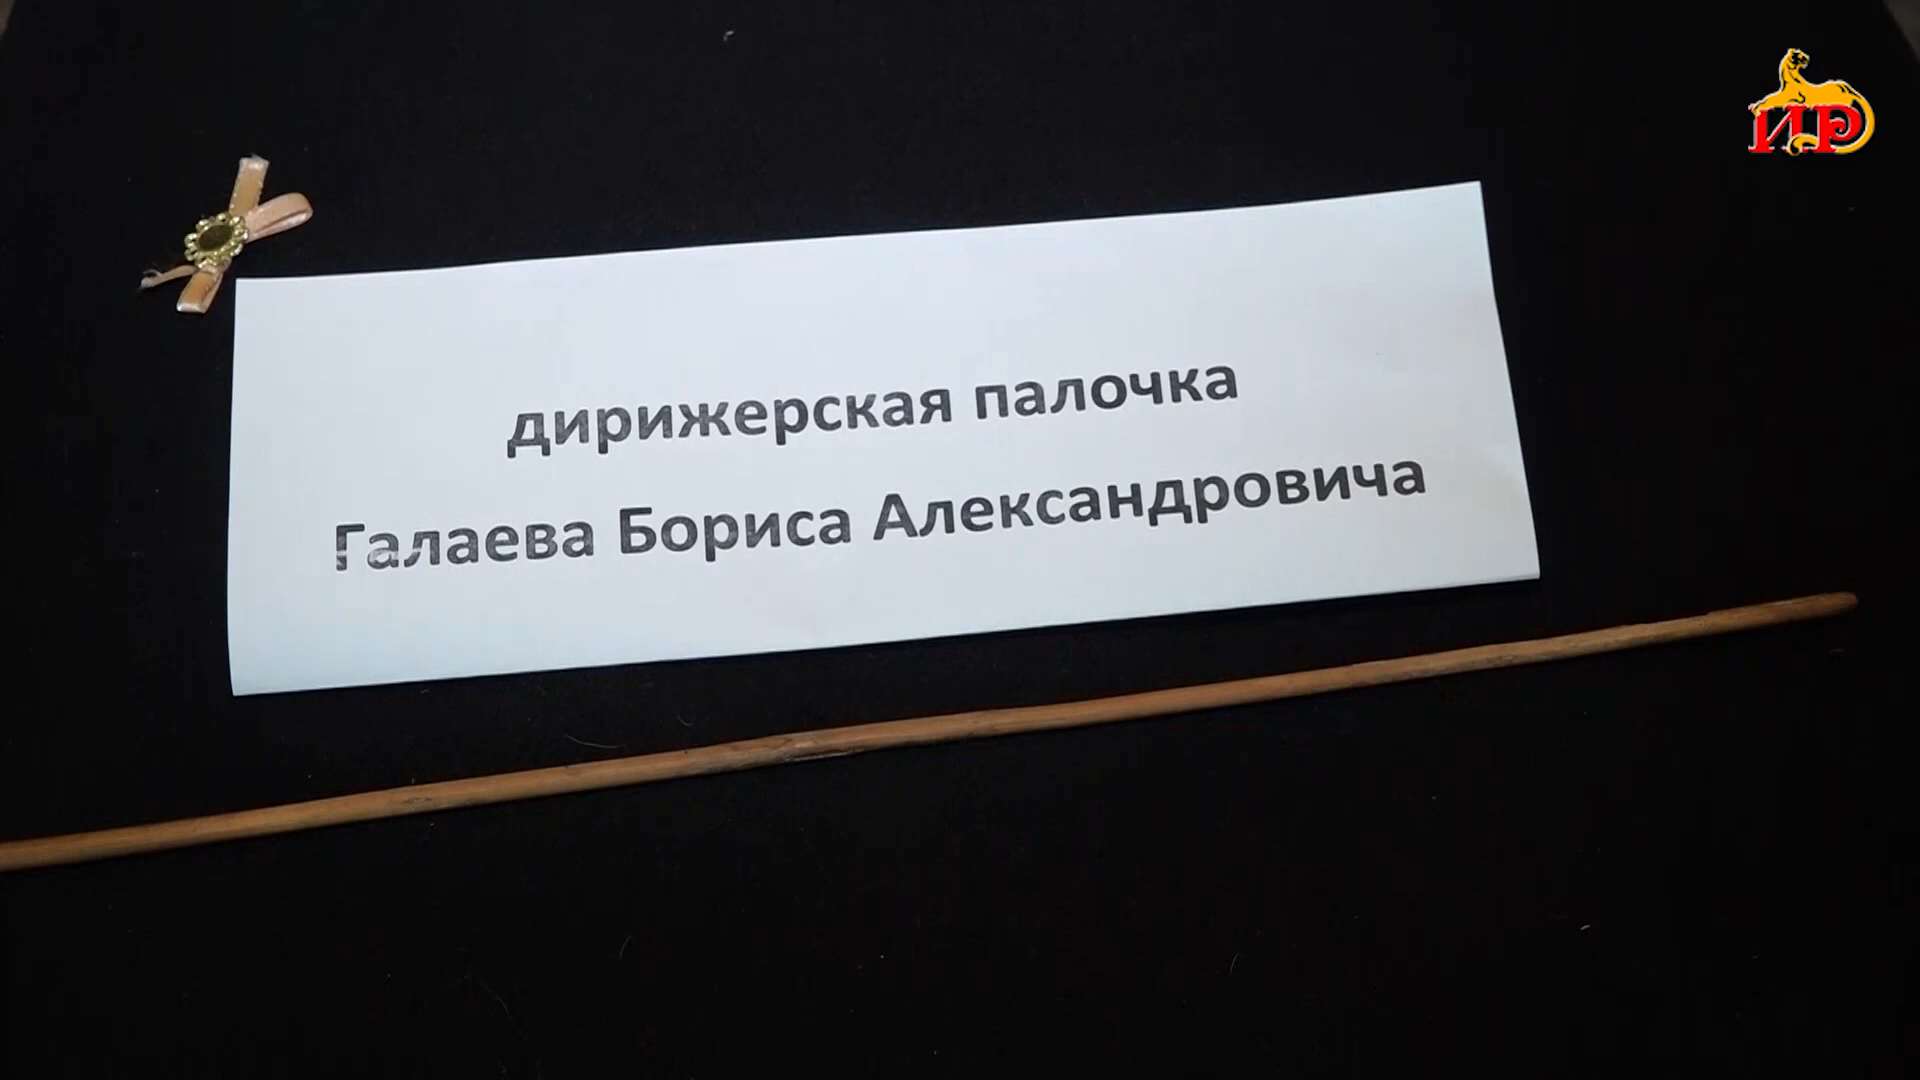 ИР
дирижерская палочка
Галаева Бориса Александровича